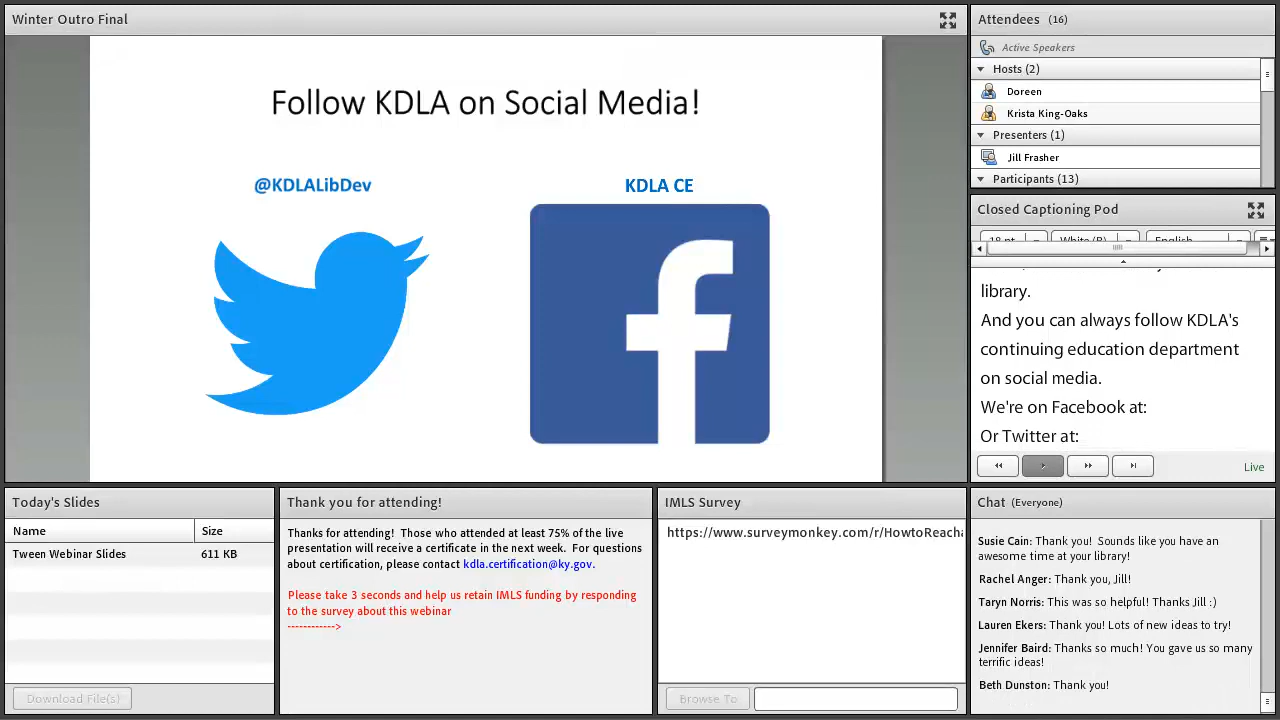 Winter Outro Final
Follow KDLA on Social Media!
@KDLALibDev
KDLA CE
Attendees (16)
Active Speakers
Hosts (2)
Doreen
Krista King-Oaks
Presenters (1)
Jill Frasher
Participants (13)
Closed Captioning Pod
English
library.
And you can always follow KDLA's
continuing education department
on social media.
We're on Facebook at:
Or Twitter at:
Live
Today's Slides
Name Size
Tween Webinar Slides 611 KB
Download File(s)
Thank you for attending!
Thanks for attending! Those who attended at least 75% of the live
presentation will receive a certificate in the next week. For questions
about certification, please contact kdla.certification@ky.gov.
Please take 3 seconds and help us retain IMLS funding by responding
to the survey about this webinar
------------>
IMLS Survey
https://www.surveymonkey.com/r/HowtoReacha
Browse To
Chat (Everyone)
Susie Cain: Thank you! Sounds like you have an
awesome time at your library!
Rachel Anger: Thank you, Jill!
Taryn Norris: This was so helpful! Thanks Jill :)
Lauren Ekers: Thank you! Lots of new ideas to try!
Jennifer Baird: Thanks so much! You gave us so many
terrific ideas!
Beth Dunston: Thank you!